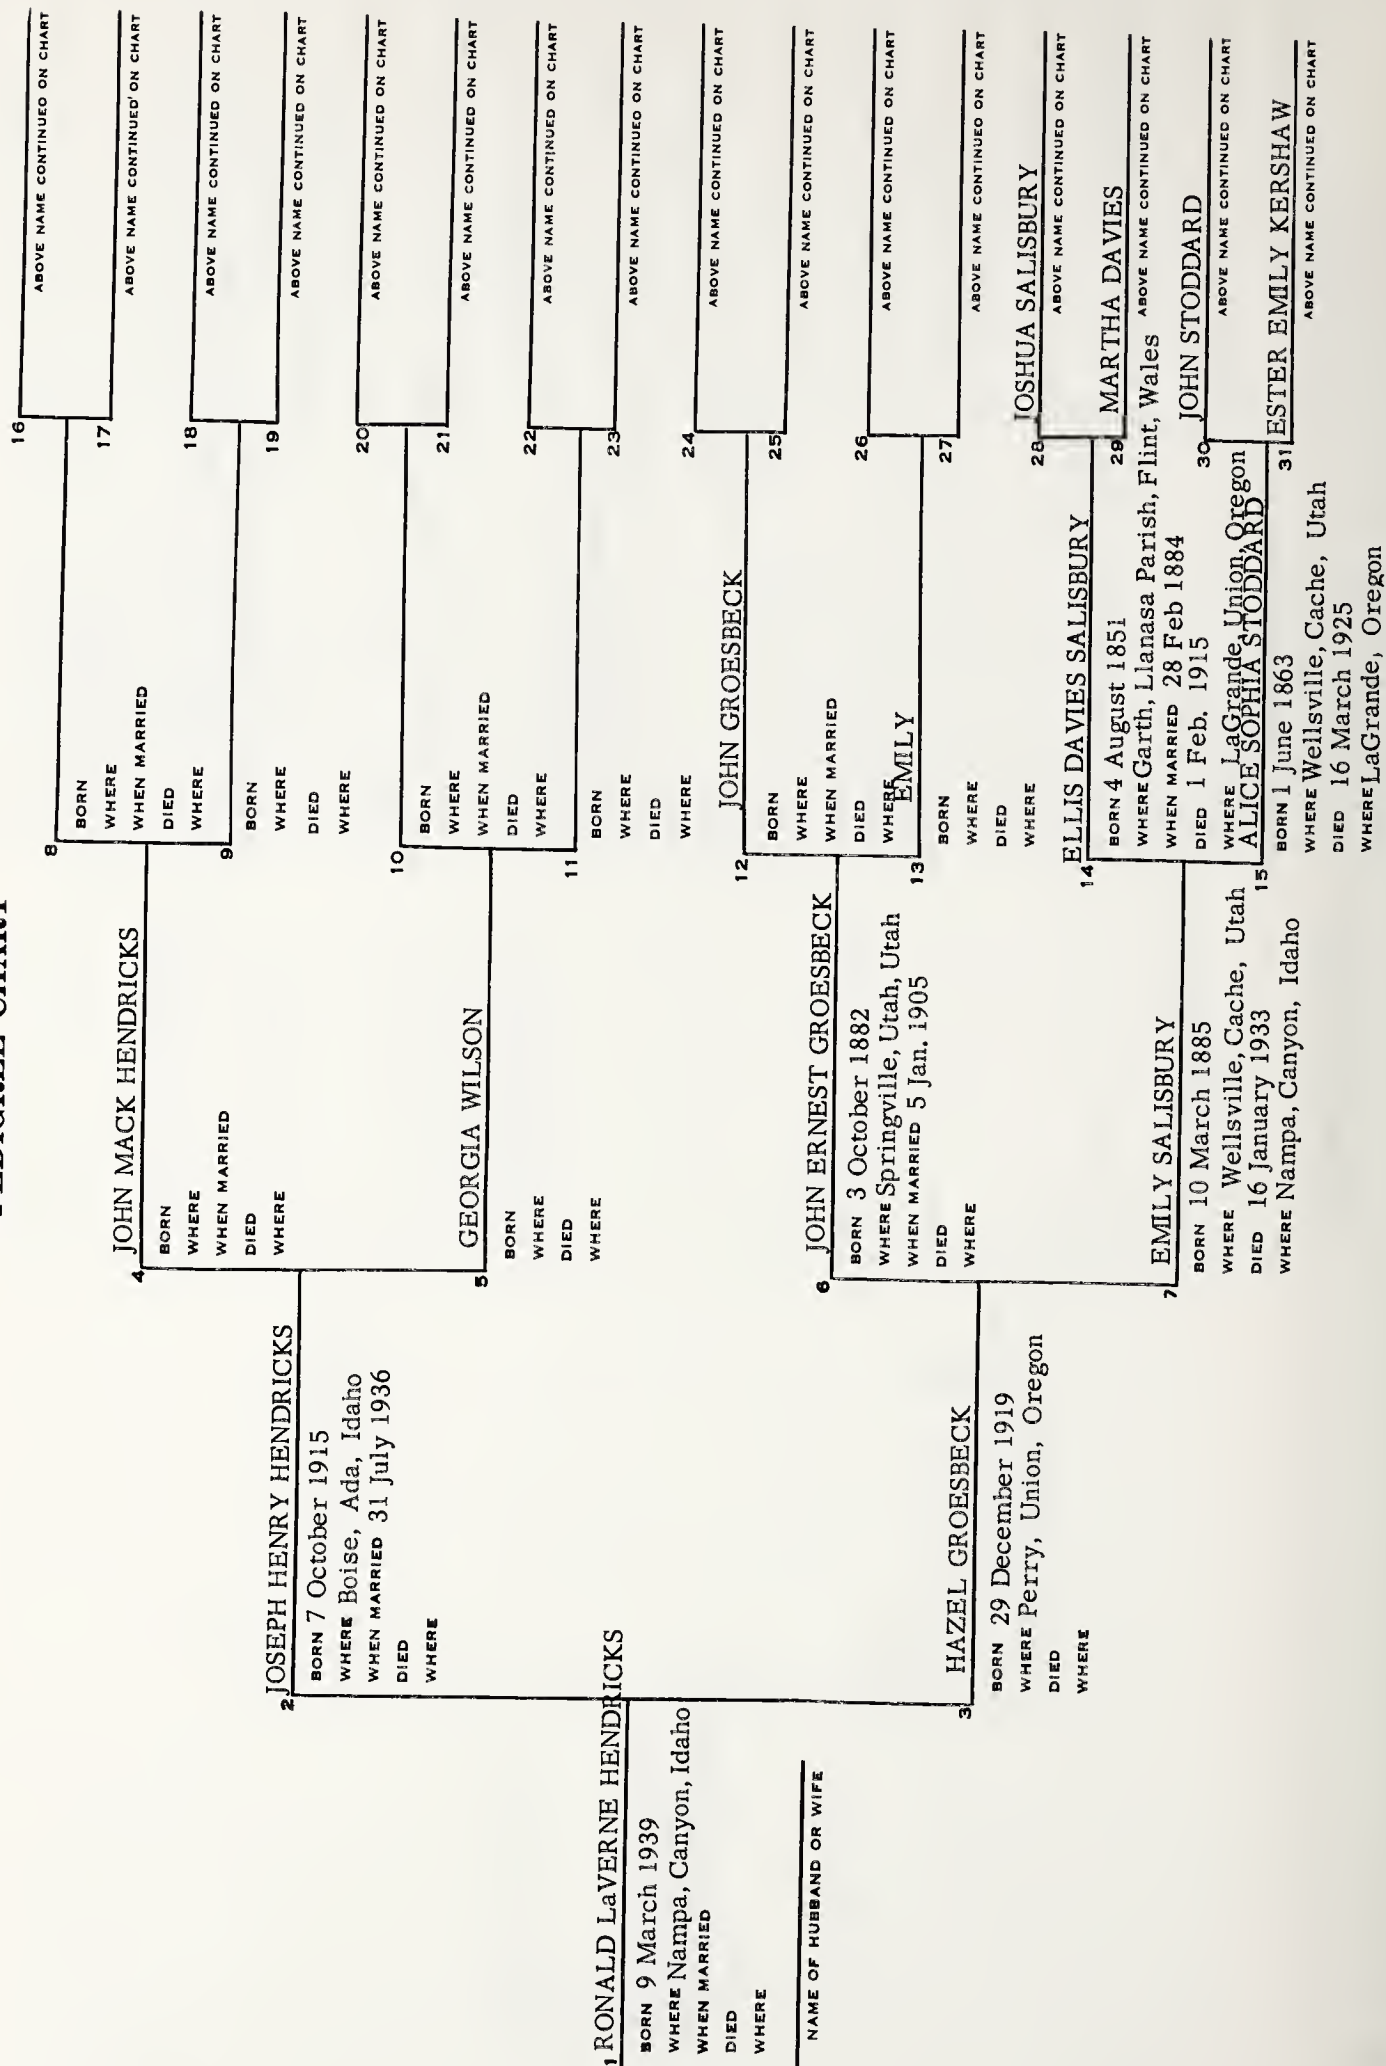 PEDIGREE CHART
1 RONALD LaVERNE HENDRICKS
BORN 9 March 1939
WHERE Nampa, Canyon, Idaho
WHEN MARRIED
DIED
WHERE
NAME OF HUBBAND OR WIFE
2 JOSEPH HENRY HENDRICKS
BORN 7 October 1915
WHERE Boise, Ada, Idaho
WHEN MARRIED 31 July 1936
DIED
WHERE
3 HAZEL GROESBECK
BORN 29 December 1919
WHERE Perry, Union, Oregon
DIED
WHERE
4 JOHN MACK HENDRICKS
BORN
WHERE
WHEN MARRIED
DIED
WHERE
5 GEORGIA WILSON
BORN
WHERE
DIED
WHERE
6 JOHN ERNEST GROESBECK
BORN 3 October 1882
WHERE Springville, Utah, Utah
WHEN MARRIED 5 Jan. 1905
DIED
WHERE
7 EMILY SALISBURY
BORN 10 March 1885
WHERE Wellsville, Cache, Utah
DIED 16 January 1933
WHERE Nampa, Canyon, Idaho
8
BORN
WHERE
WHEN MARRIED
DIED
WHERE
9
BORN
WHERE
DIED
WHERE
10
BORN
WHERE
WHEN MARRIED
DIED
WHERE
11
BORN
WHERE
DIED
WHERE
12 JOHN GROESBECK
BORN
WHERE
WHEN MARRIED
DIED
WHERE
13 EMILY
BORN
WHERE
DIED
WHERE
14 ELLIS DAVIES SALISBURY
BORN 4 August 1851
WHERE Garth, Llanasa Parish, Flint, Wales
WHEN MARRIED 28 Feb 1884
DIED 1 Feb. 1915
WHERE LaGrande, Union, Oregon
15 ALICE SOPHIA STODDARD
BORN 1 June 1863
WHERE Wellsville, Cache, Utah
DIED 16 March 1925
WHERE LaGrande, Oregon
16
ABOVE NAME CONTINUED ON CHART
17
ABOVE NAME CONTINUED ON CHART
18
ABOVE NAME CONTINUED ON CHART
19
ABOVE NAME CONTINUED ON CHART
20
ABOVE NAME CONTINUED ON CHART
21
ABOVE NAME CONTINUED ON CHART
22
ABOVE NAME CONTINUED ON CHART
23
ABOVE NAME CONTINUED ON CHART
24
ABOVE NAME CONTINUED ON CHART
25
ABOVE NAME CONTINUED ON CHART
26
ABOVE NAME CONTINUED ON CHART
27
ABOVE NAME CONTINUED ON CHART
28 JOSHUA SALISBURY
ABOVE NAME CONTINUED ON CHART
29 MARTHA DAVIES
ABOVE NAME CONTINUED ON CHART
30 JOHN STODDARD
ABOVE NAME CONTINUED ON CHART
31 ESTER EMILY KERSHAW
ABOVE NAME CONTINUED ON CHART